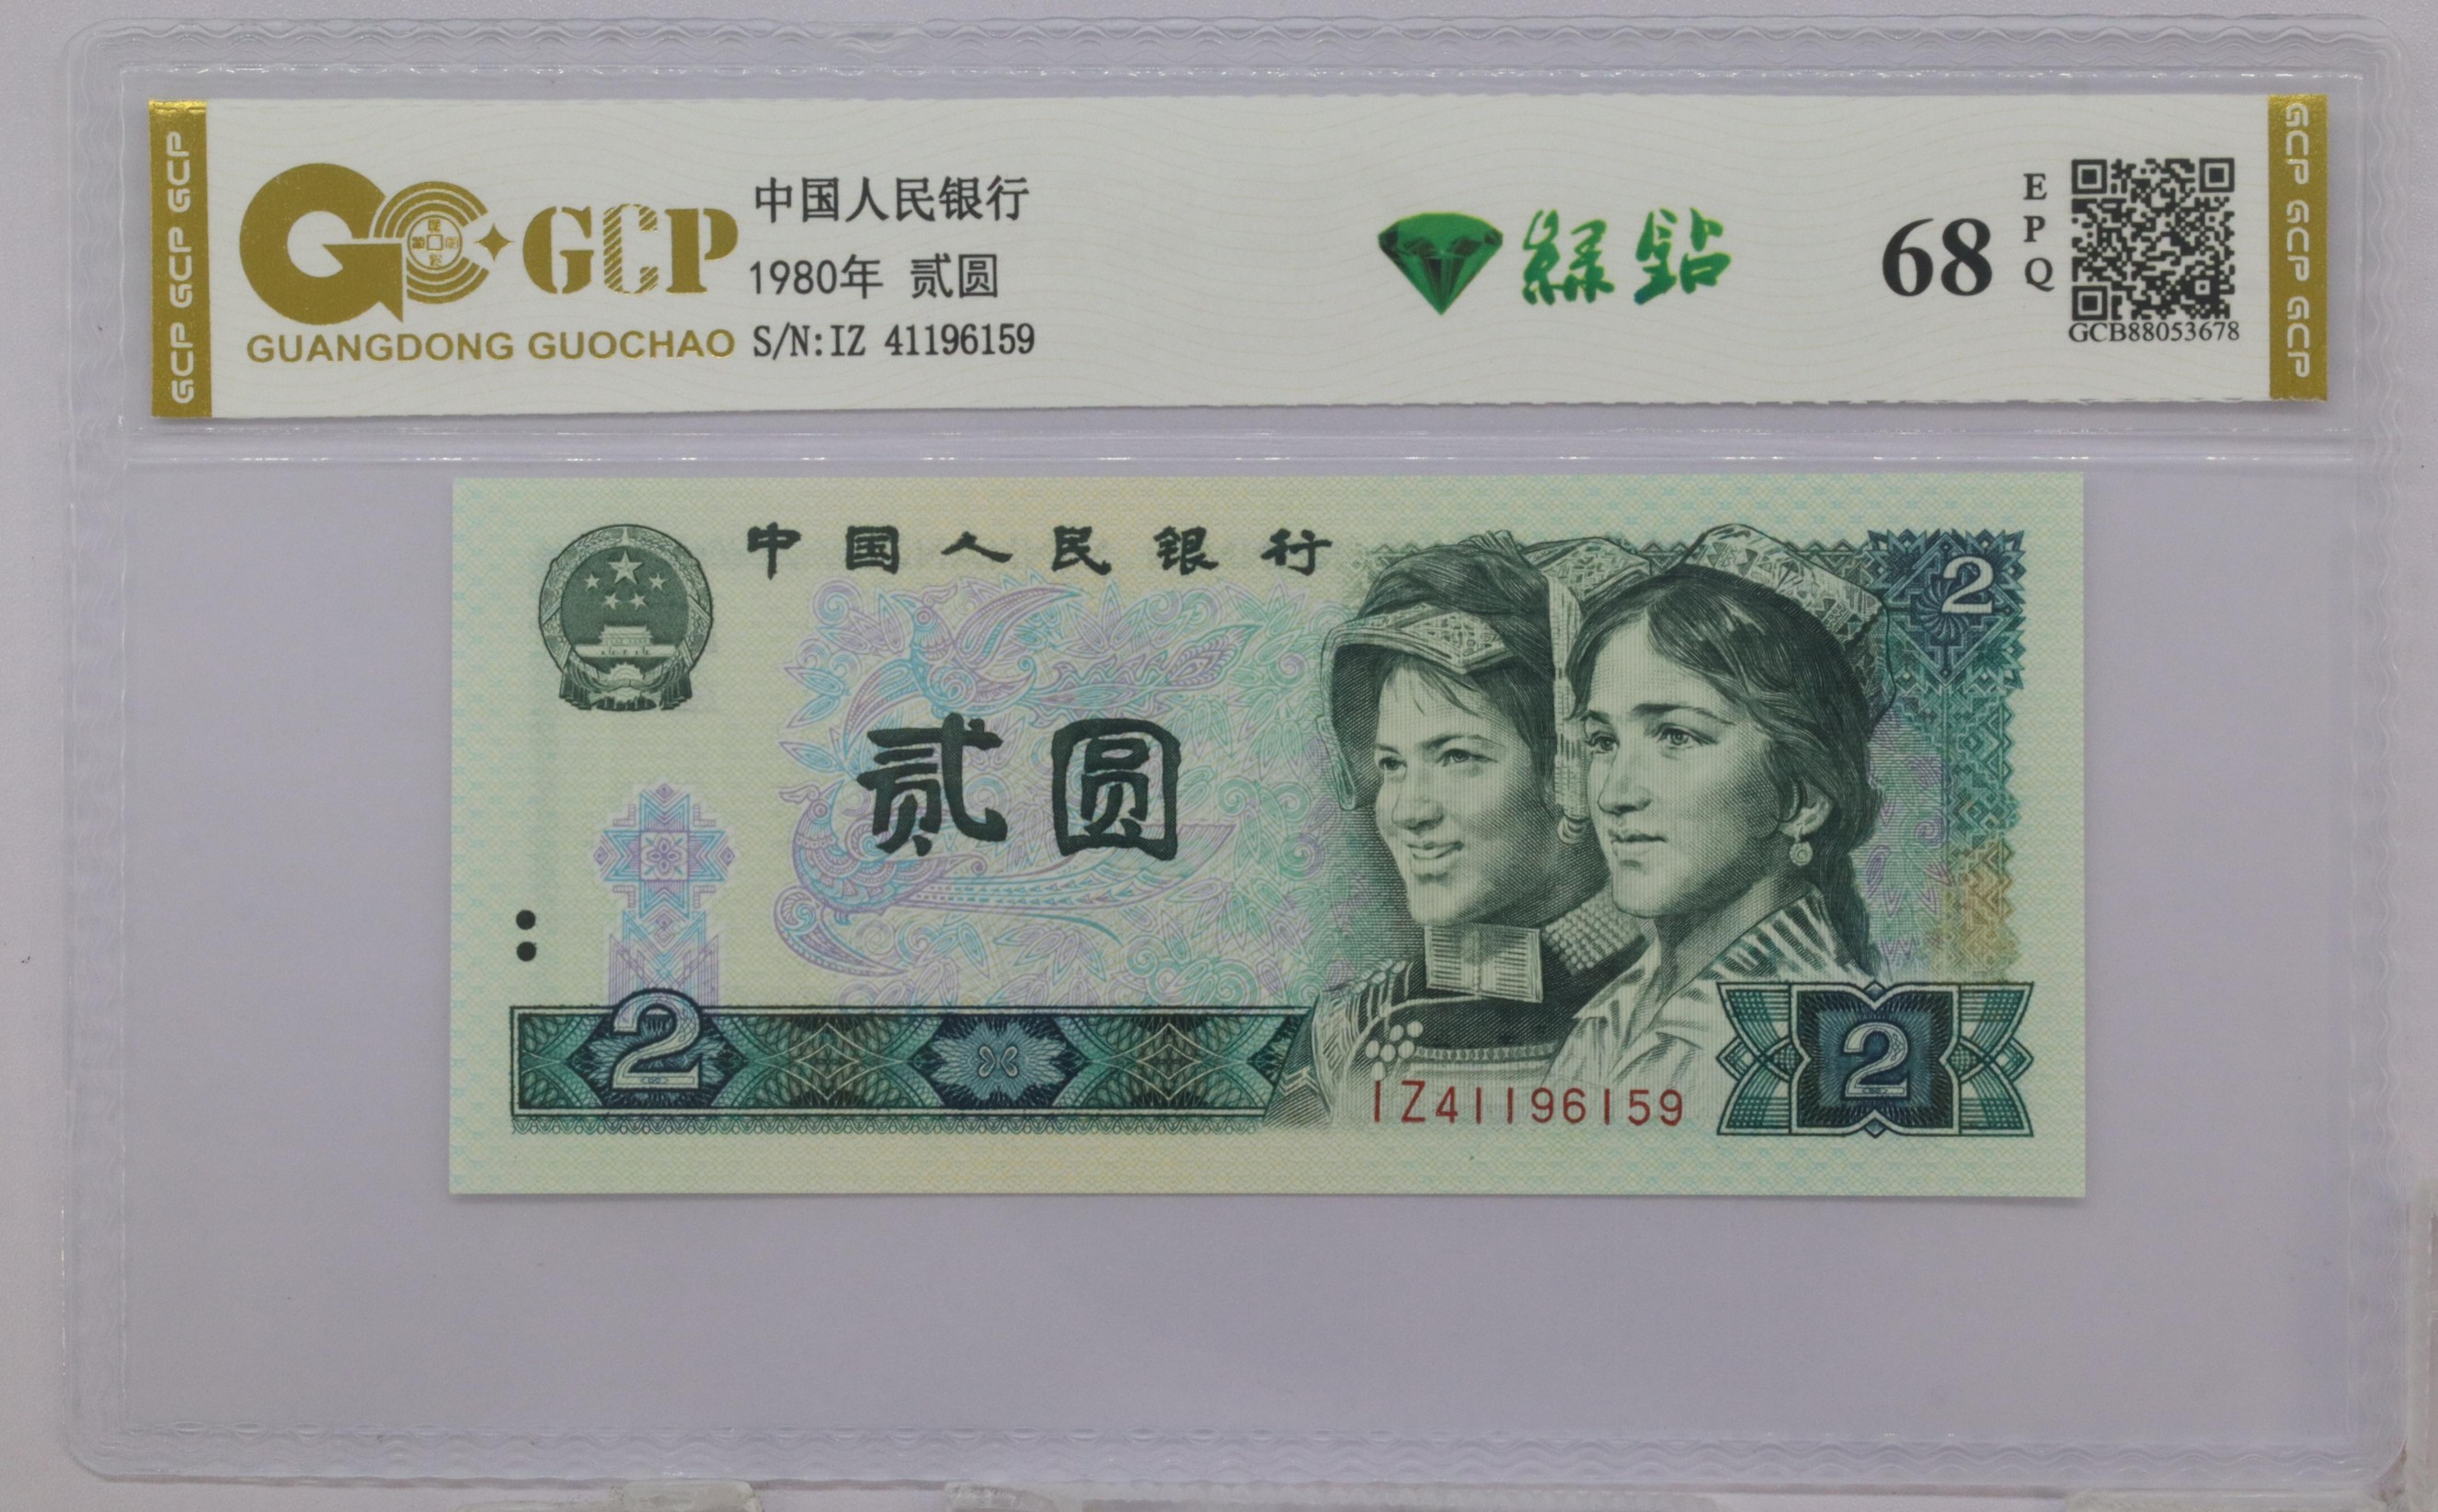 GCP GCP GCP
GCP
GUANGDONG GUOCHAO
中国人民银行
1980年 贰圆
S/N:IZ 41196159
綠鉆
68
EPQ
GCB88053678
GCP GCP GCP
中国人民银行
2
贰圆
2
IZ41196159
2